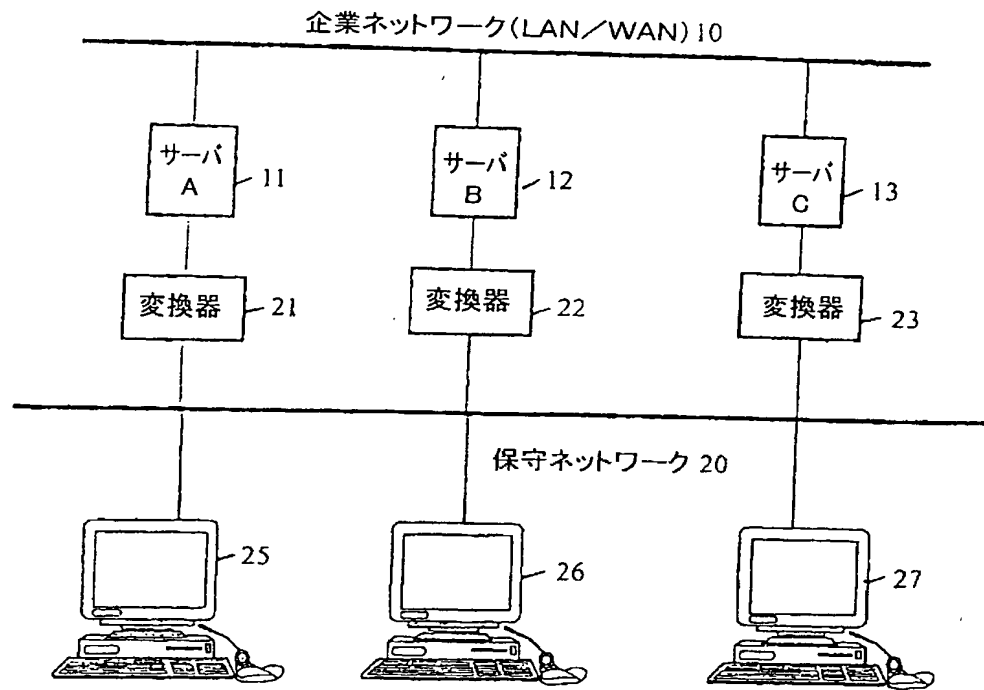 企業ネットワーク(LAN／WAN)10
サーバ
A
11
サーバ
B
12
サーバ
C
13
変換器
21
変換器
22
変換器
23
保守ネットワーク 20
25
26
27